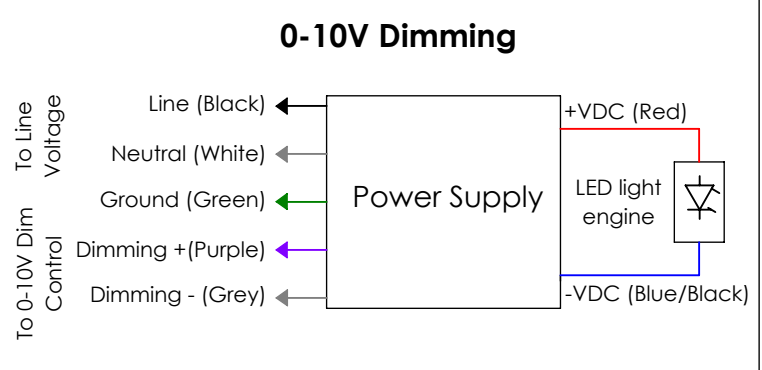 0-10V Dimming
To Line
Voltage
Line (Black)
Neutral (White)
Ground (Green)
To 0-10V Dim
Control
Dimming +(Purple)
Dimming - (Grey)
Power Supply
+VDC (Red)
LED light
engine
-VDC (Blue/Black)